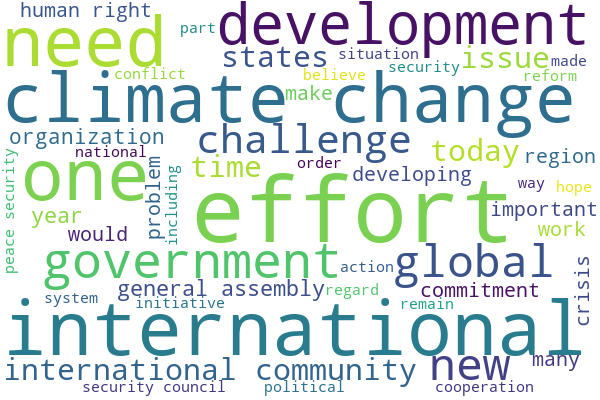 human right
part
development
need
states
situation
issue
made
conflict
believe
security
reform
climate change
make
organization
challenge
today
region
national
time
order
peace security
one
problem
including
developing
way
hope
effort
year
important
would
work
government
global
action
crisis
general assembly
regard
commitment
system
initiative
remain
international
international community
new
many
security council
political
cooperation